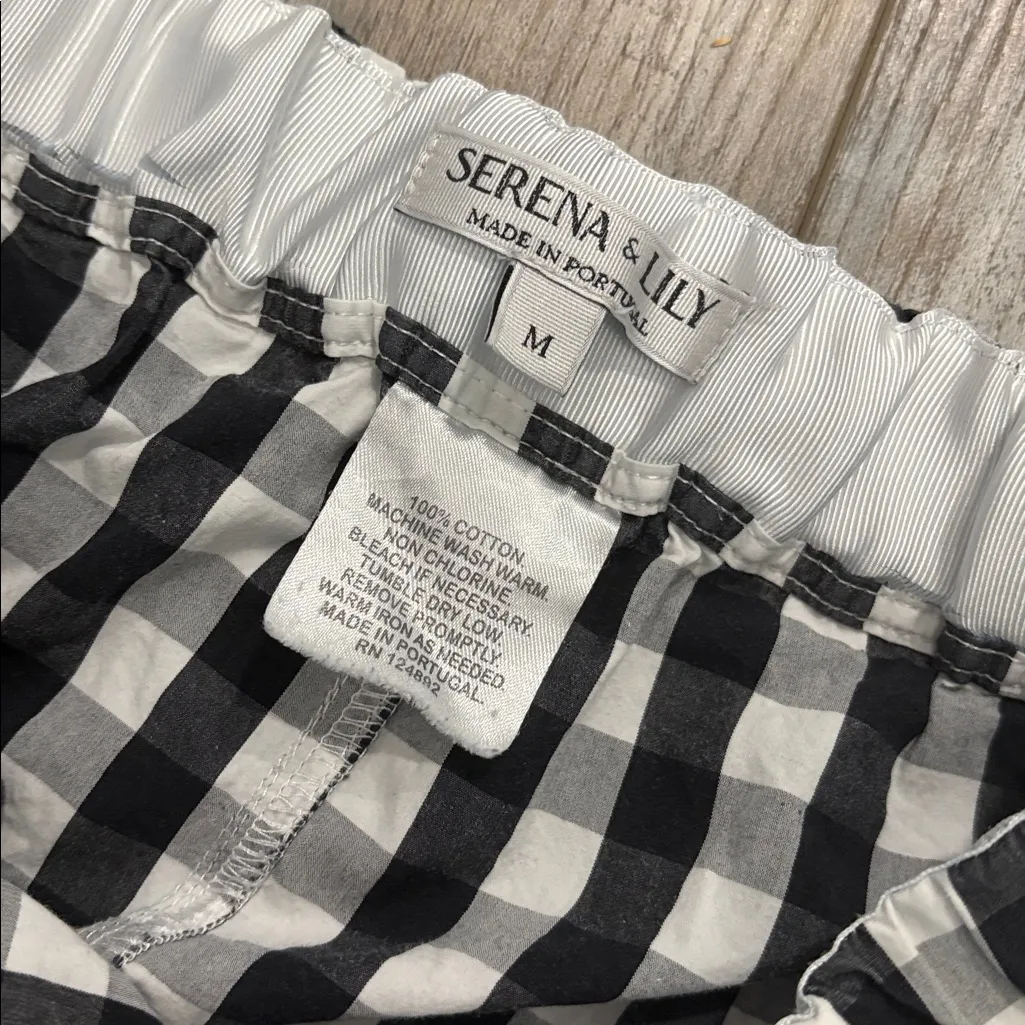 SERENA & LILY
MADE IN PORTUGAL
M
100% COTTON.
MACHINE WASH WARM.
NON CHLORINE
BLEACH IF NECESSARY.
TUMBLE DRY LOW
REMOVE PROMPTLY.
WARM IRON AS NEEDED.
MADE IN PORTUGAL.
RN 124892